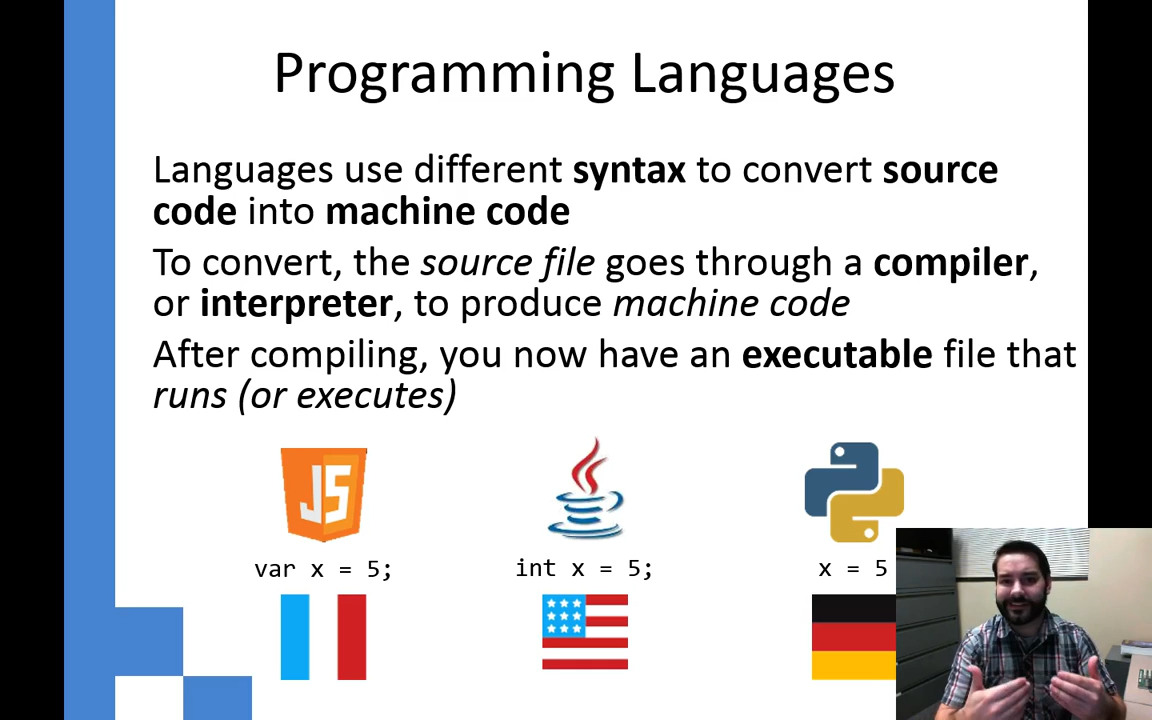 Programming Languages
Languages use different syntax to convert source
code into machine code
To convert, the source file goes through a compiler,
or interpreter, to produce machine code
After compiling, you now have an executable file that
runs (or executes)
JS
var x = 5;
int x = 5;
x = 5